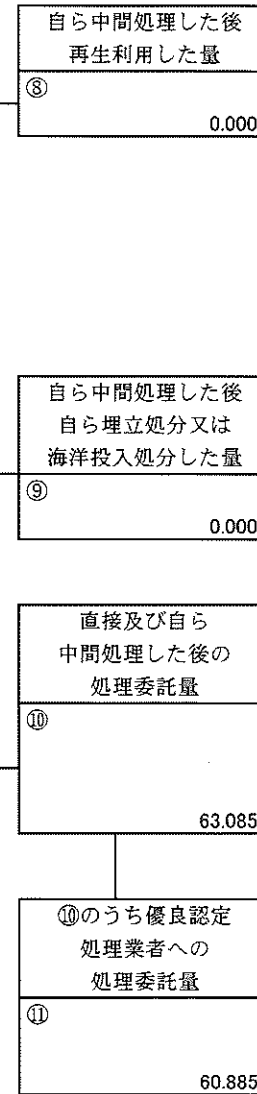 自ら中間処理した後
再生利用した量
⑧
0.000
自ら中間処理した後
自ら埋立処分又は
海洋投入処分した量
⑨
0.000
直接及び自ら
中間処理した後の
処理委託量
⑩
63.085
⑩のうち優良認定
処理業者への
処理委託量
⑪
60.885